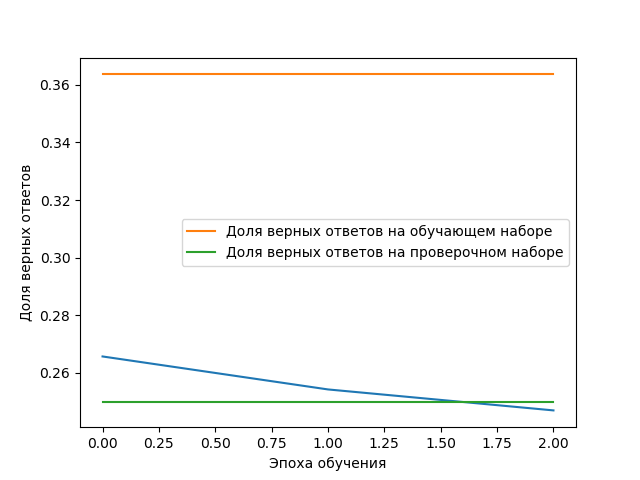 0.36
0.34
0.32
0.30
0.28
0.26
Доля верных ответов
Доля верных ответов на обучающем наборе
Доля верных ответов на проверочном наборе
0.00 0.25 0.50 0.75 1.00 1.25 1.50 1.75 2.00
Эпоха обучения